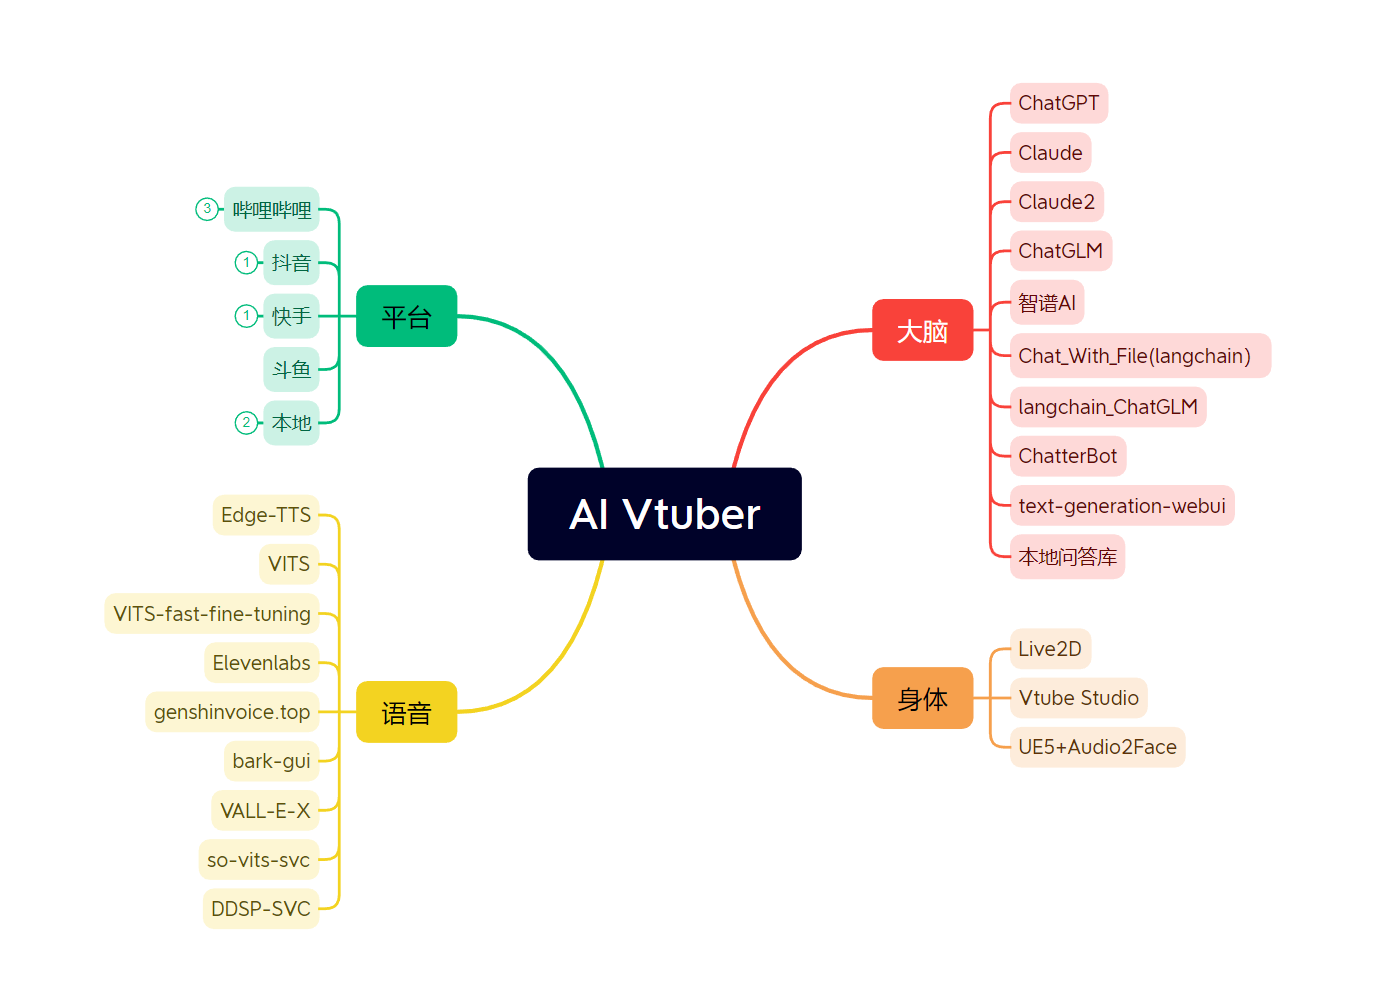 AI Vtuber
平台
3
哔哩哔哩
1
抖音
1
快手
斗鱼
2
本地
语音
Edge-TTS
VITS
VITS-fast-fine-tuning
Elevenlabs
genshinvoice.top
bark-gui
VALL-E-X
so-vits-svc
DDSP-SVC
大脑
ChatGPT
Claude
Claude2
ChatGLM
智谱AI
Chat_With_File(langchain)
langchain_ChatGLM
ChatterBot
text-generation-webui
本地问答库
身体
Live2D
Vtube Studio
UE5+Audio2Face